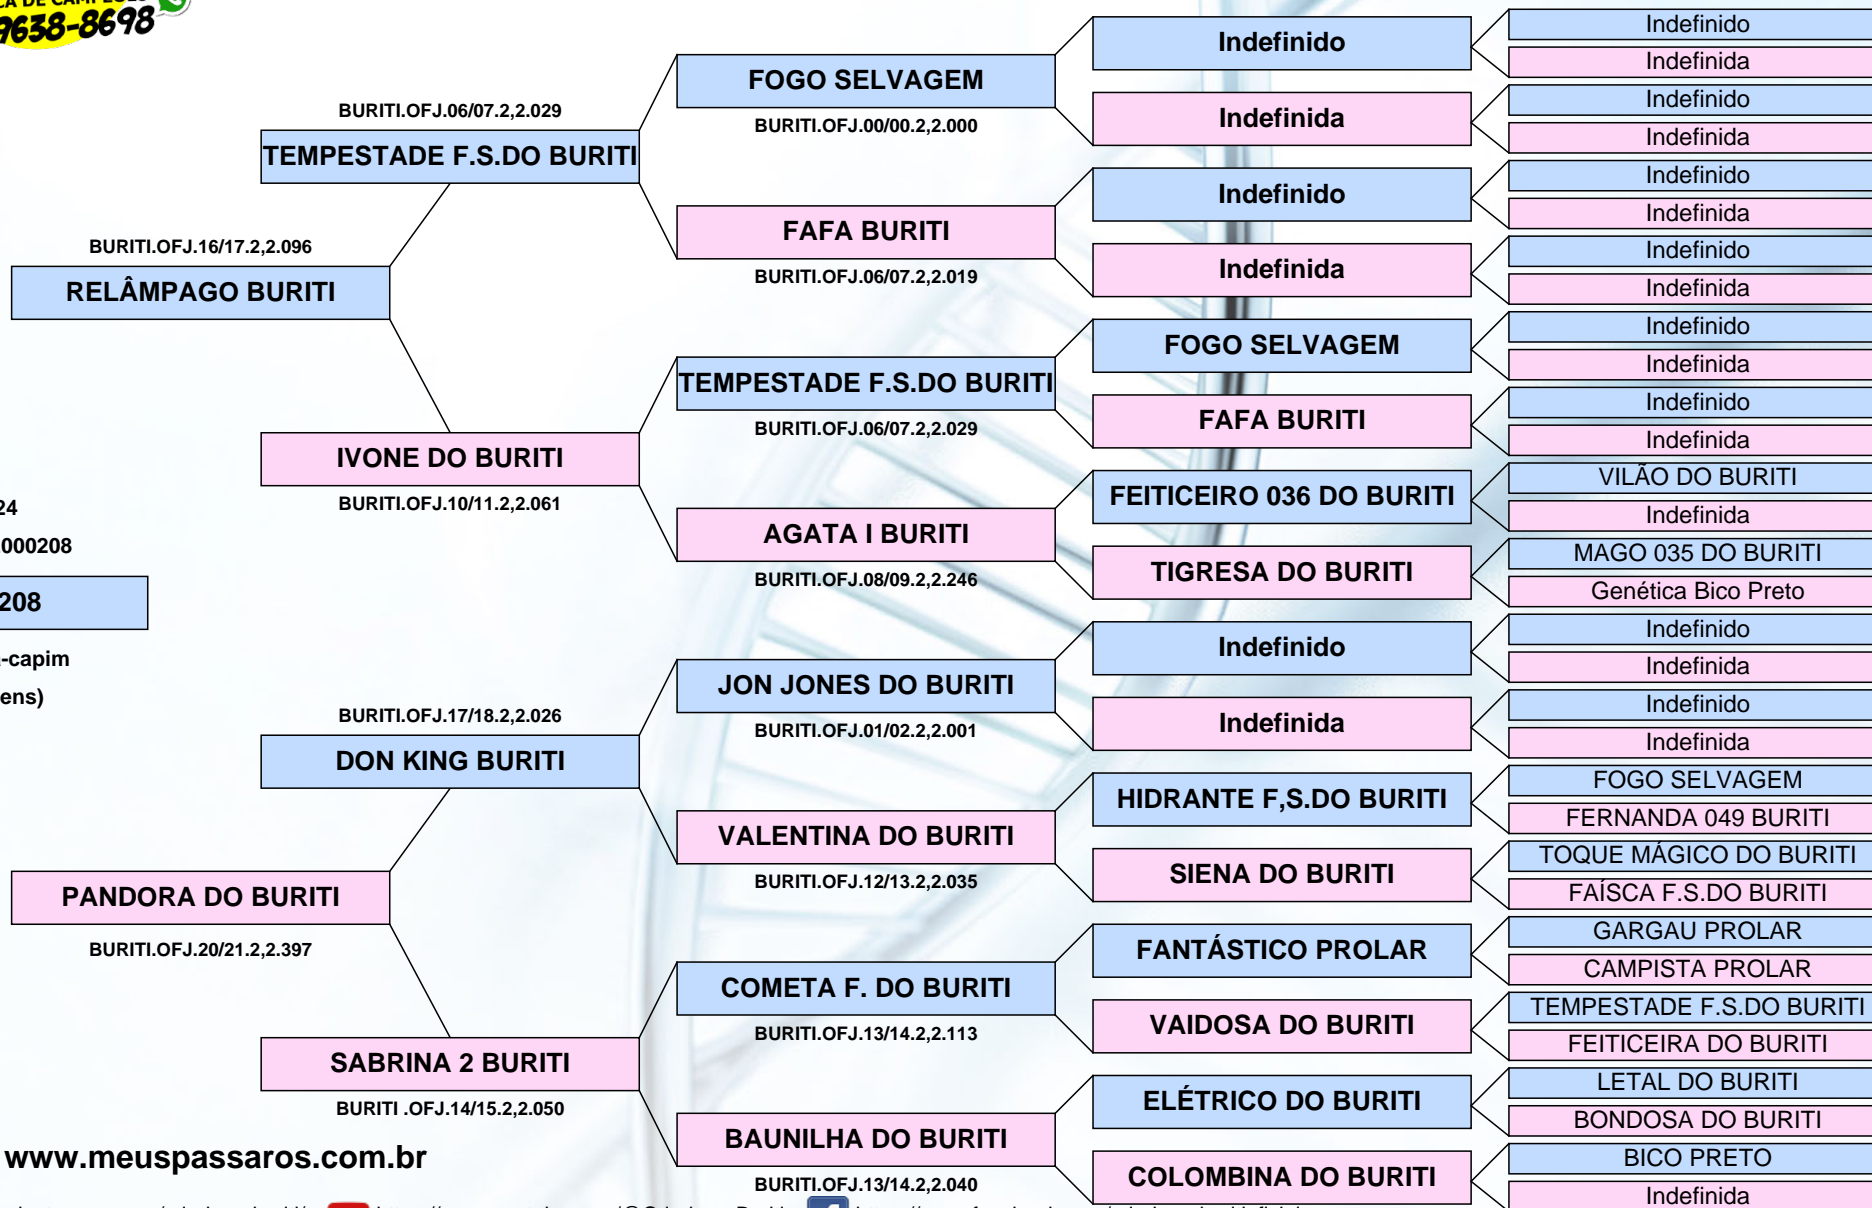 9638-8698
24
000208
208
-capim
ens)
BURITI.OFJ.16/17.2,2.096
RELÂMPAGO BURITI
PANDORA DO BURITI
BURITI.OFJ.20/21.2,2.397
BURITI.OFJ.06/07.2,2.029
TEMPESTADE F.S.DO BURITI
IVONE DO BURITI
BURITI.OFJ.10/11.2,2.061
BURITI.OFJ.17/18.2,2.026
DON KING BURITI
SABRINA 2 BURITI
BURITI .OFJ.14/15.2,2.050
FOGO SELVAGEM
BURITI.OFJ.00/00.2,2.000
FAFA BURITI
BURITI.OFJ.06/07.2,2.019
TEMPESTADE F.S.DO BURITI
BURITI.OFJ.06/07.2,2.029
AGATA I BURITI
BURITI.OFJ.08/09.2,2.246
JON JONES DO BURITI
BURITI.OFJ.01/02.2,2.001
VALENTINA DO BURITI
BURITI.OFJ.12/13.2,2.035
COMETA F. DO BURITI
BURITI.OFJ.13/14.2,2.113
BAUNILHA DO BURITI
BURITI.OFJ.13/14.2,2.040
Indefinido
Indefinida
Indefinido
Indefinida
FOGO SELVAGEM
FAFA BURITI
FEITICEIRO 036 DO BURITI
TIGRESA DO BURITI
Indefinido
Indefinida
HIDRANTE F,S.DO BURITI
SIENA DO BURITI
FANTÁSTICO PROLAR
VAIDOSA DO BURITI
ELÉTRICO DO BURITI
COLOMBINA DO BURITI
Indefinido
Indefinida
Indefinido
Indefinida
Indefinido
Indefinida
Indefinido
Indefinida
Indefinido
Indefinida
Indefinido
Indefinida
VILÃO DO BURITI
Indefinida
MAGO 035 DO BURITI
Genética Bico Preto
Indefinido
Indefinida
Indefinido
Indefinida
FOGO SELVAGEM
FERNANDA 049 BURITI
TOQUE MÁGICO DO BURITI
FAÍSCA F.S.DO BURITI
GARGAU PROLAR
CAMPISTA PROLAR
TEMPESTADE F.S.DO BURITI
FEITICEIRA DO BURITI
LETAL DO BURITI
BONDOSA DO BURITI
BICO PRETO
Indefinida
www.meuspassaros.com.br